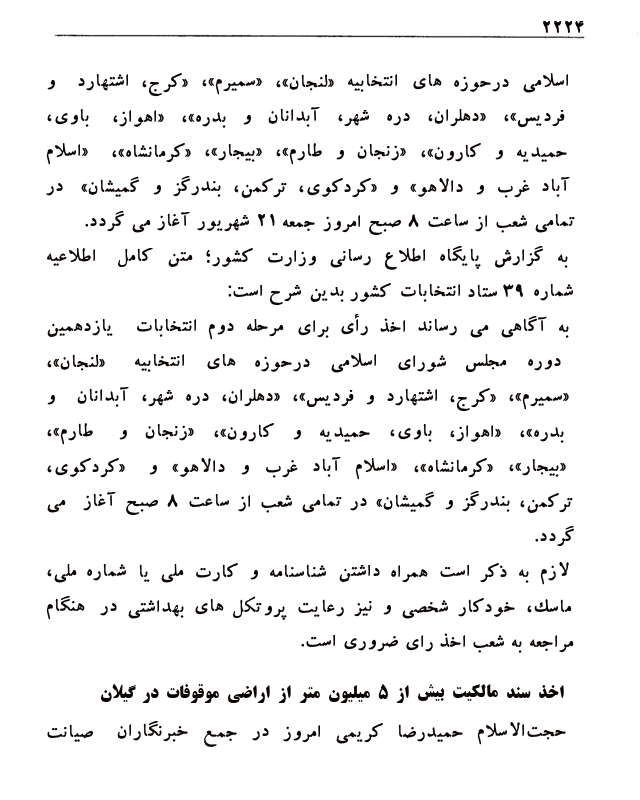 ۲۲۲۴
اسلامی درحوزه های انتخابیه «لنجان»، «سمیرم»، «کرج، اشتهارد و
فردیس»، «دهلران، دره شهر، آبدانان و بدره»، «اهواز، باوی،
حمیدیه و کارون»، «زنجان و طارم»، «بیجار»، «کرمانشاه»، «اسلام
آباد غرب و دالاهو» و «کردکوی، ترکمن، بندرگز و گمیشان» در
تمامی شعب از ساعت ۸ صبح امروز جمعه ۲۱ شهریور آغاز می گردد.
به گزارش پایگاه اطلاع رسانی وزارت کشور؛ متن کامل اطلاعیه
شماره ۳۹ ستاد انتخابات کشور بدین شرح است:
به آگاهی می رساند اخذ رأی برای مرحله دوم انتخابات یازدهمین
دوره مجلس شورای اسلامی درحوزه های انتخابیه «لنجان»،
«سمیرم»، «کرج، اشتهارد و فردیس»، «دهلران، دره شهر، آبدانان و
بدره»، «اهواز، باوی، حمیدیه و کارون»، «زنجان و طارم»،
«بیجار»، «کرمانشاه»، «اسلام آباد غرب و دالاهو» و «کردکوی،
ترکمن، بندرگز و گمیشان» در تمامی شعب از ساعت ۸ صبح آغاز می
گردد.
لازم به ذکر است همراه داشتن شناسنامه و کارت ملی یا شماره ملی،
ماسك، خودکار شخصی و نیز رعایت پروتکل های بهداشتی در هنگام
مراجعه به شعب اخذ رای ضروری است.
اخذ سند مالکیت بیش از ۵ میلیون متر از اراضی موقوفات در گیلان
حجت‌الاسلام حمیدرضا کریمی امروز در جمع خبرنگاران صیانت